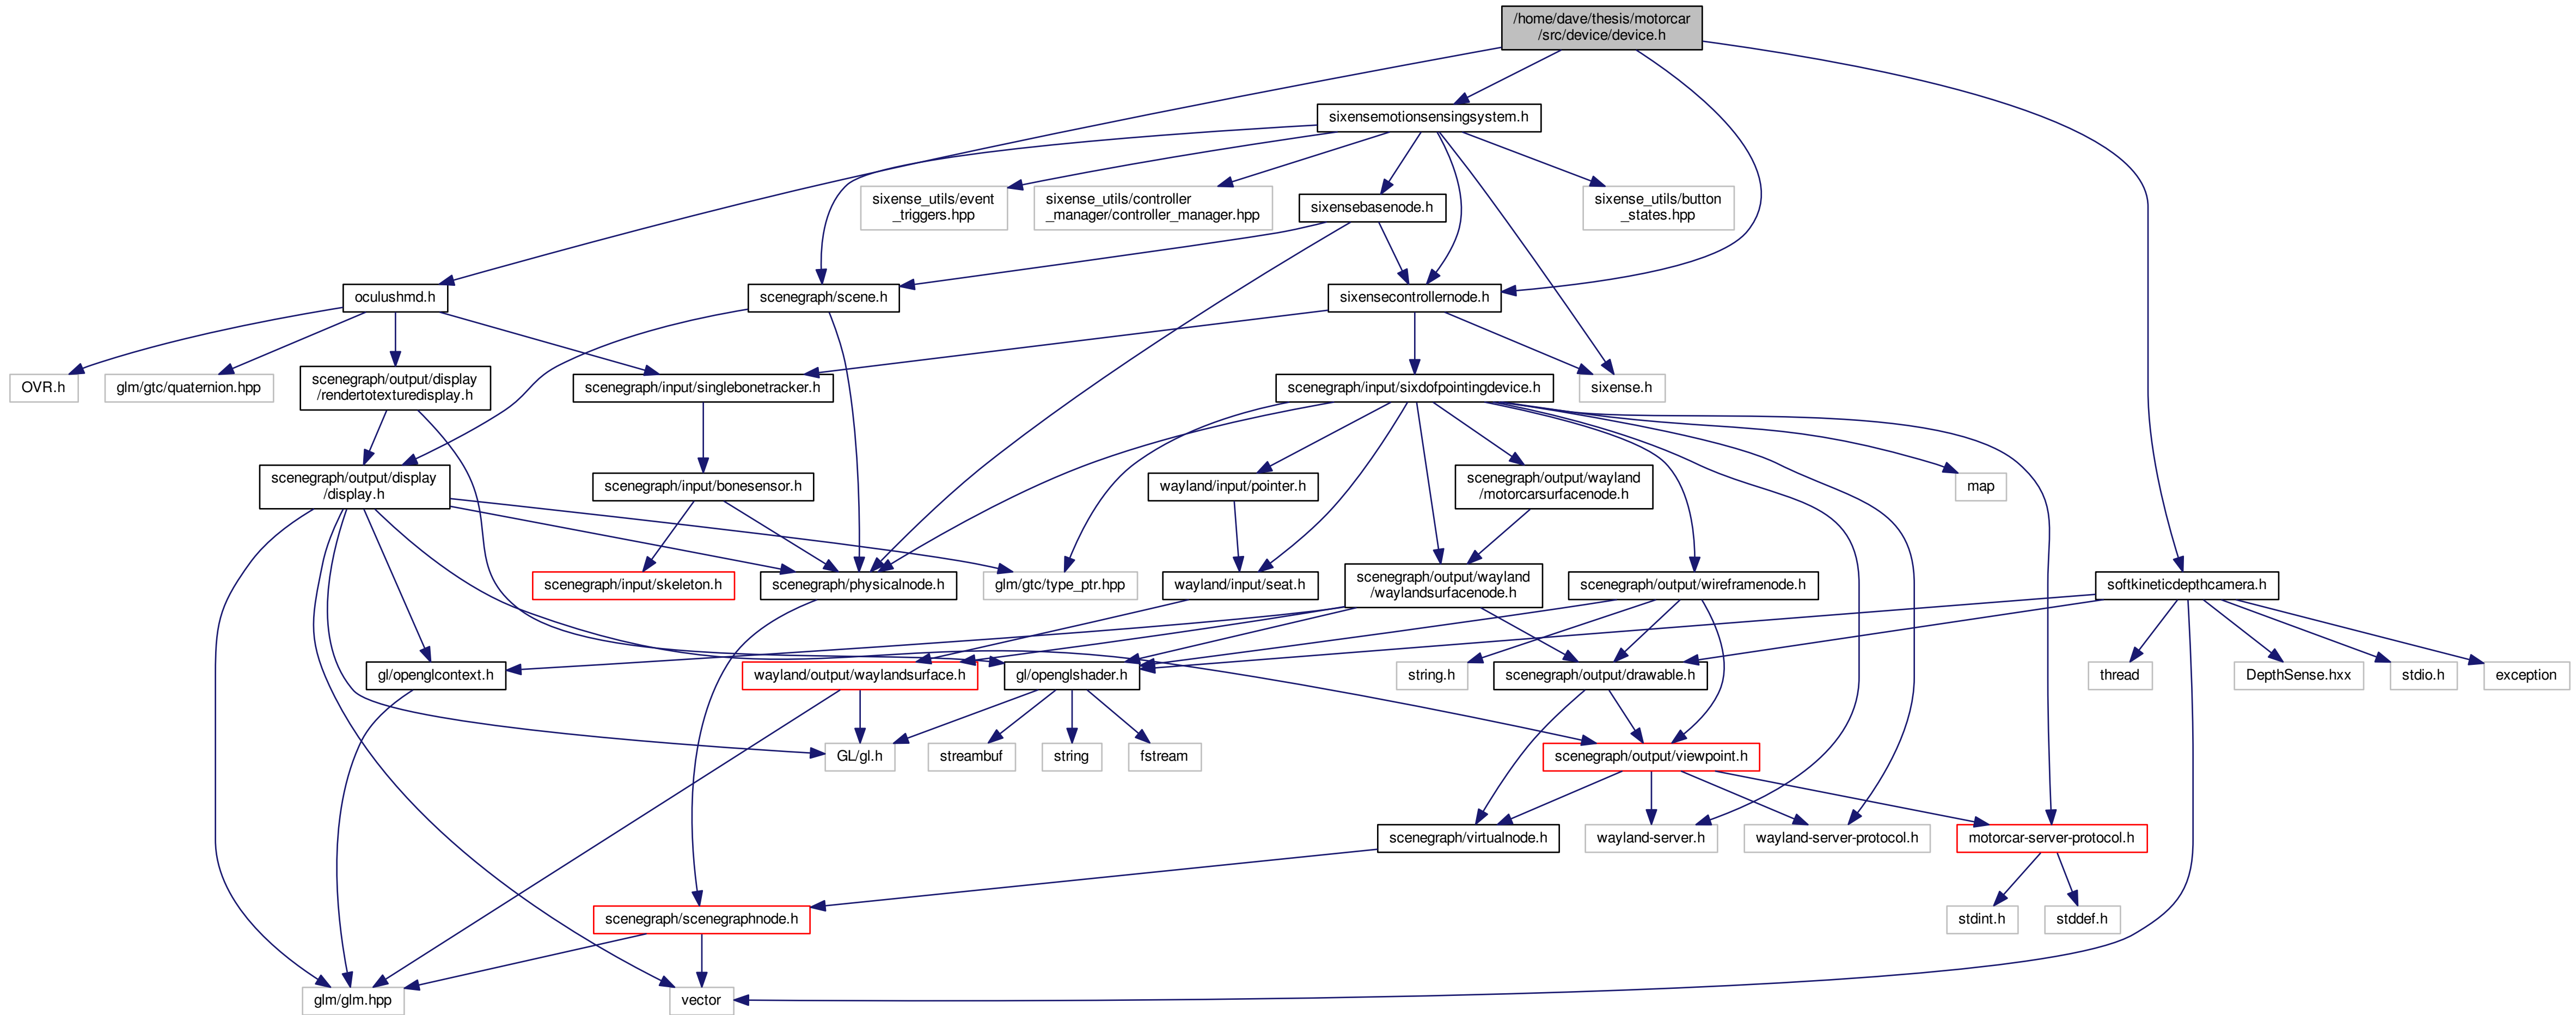 /home/dave/thesis/motorcar
/src/device/device.h
sixensemotionsensingsystem.h
sixense_utils/event
_triggers.hpp
sixense_utils/controller
_manager/controller_manager.hpp
sixensebasenode.h
sixense_utils/button
_states.hpp
oculushmd.h
scenegraph/scene.h
sixensecontrollernode.h
OVR.h
glm/gtc/quaternion.hpp
scenegraph/output/display
/rendertotexturedisplay.h
scenegraph/input/singlebonetracker.h
scenegraph/input/sixdofpointingdevice.h
sixense.h
scenegraph/output/display
/display.h
scenegraph/input/bonesensor.h
wayland/input/pointer.h
scenegraph/output/wayland
/motorcarsurfacenode.h
map
scenegraph/input/skeleton.h
scenegraph/physicalnode.h
glm/gtc/type_ptr.hpp
wayland/input/seat.h
scenegraph/output/wayland
/waylandsurfacenode.h
scenegraph/output/wireframenode.h
softkineticdepthcamera.h
gl/openglcontext.h
wayland/output/waylandsurface.h
gl/openglshader.h
string.h
scenegraph/output/drawable.h
thread
DepthSense.hxx
stdio.h
exception
GL/gl.h
streambuf
string
fstream
scenegraph/output/viewpoint.h
scenegraph/virtualnode.h
wayland-server.h
wayland-server-protocol.h
motorcar-server-protocol.h
scenegraph/scenegraphnode.h
stdint.h
stddef.h
glm/glm.hpp
vector